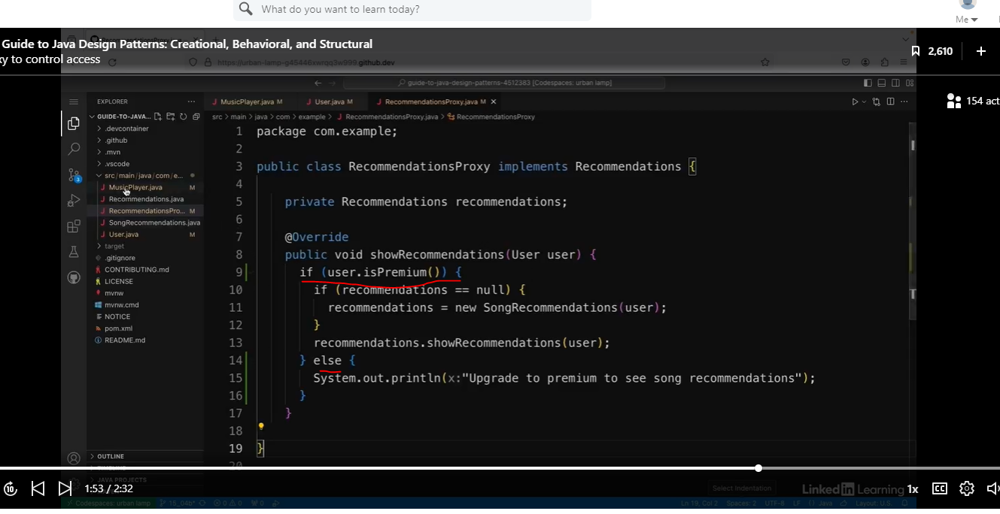 What do you want to learn today?
Me
Guide to Java Design Patterns: Creational, Behavioral, and Structural
xy to control access
2,610
154 act
https://urban-lamp-g45446xwrqq3w999.github.dev
guide-to-java-design-patterns-4512383 [Codespaces: urban lamp]
EXPLORER
MusicPlayer.java M
User.java M
RecommendationsProxy.java M
GUIDE-TO-JAVA...
src > main > java > com > example > RecommendationsProxy.java > RecommendationsProxy
.devcontainer
.github
.mvn
.vscode
src/main/java/com/e...
MusicPlayer.java M
Recommendations.java
RecommendationsPro... M
SongRecommendations.java
User.java M
target
.gitignore
CONTRIBUTING.md
LICENSE
mvnw
mvnw.cmd
NOTICE
pom.xml
README.md
3
1 package com.example;
2
3 public class RecommendationsProxy implements Recommendations {
4
5 private Recommendations recommendations;
6
7 @Override
8 public void showRecommendations(User user) {
9 if (user.isPremium()) {
10 if (recommendations == null) {
11 recommendations = new SongRecommendations(user);
12 }
13 recommendations.showRecommendations(user);
14 } else {
15 System.out.println(x:"Upgrade to premium to see song recommendations");
16 }
17 }
18
19 }
20
OUTLINE
TIMELINE
JAVA PROJECTS
10
1:53 / 2:32
Select Indentation
LinkedIn Learning
1x
CC
Codespaces: urban lamp
15_04b*
0 0
0
Ln 19, Col 2
Spaces: 2
UTF-8
LF
{} Java
Layout: U.S.